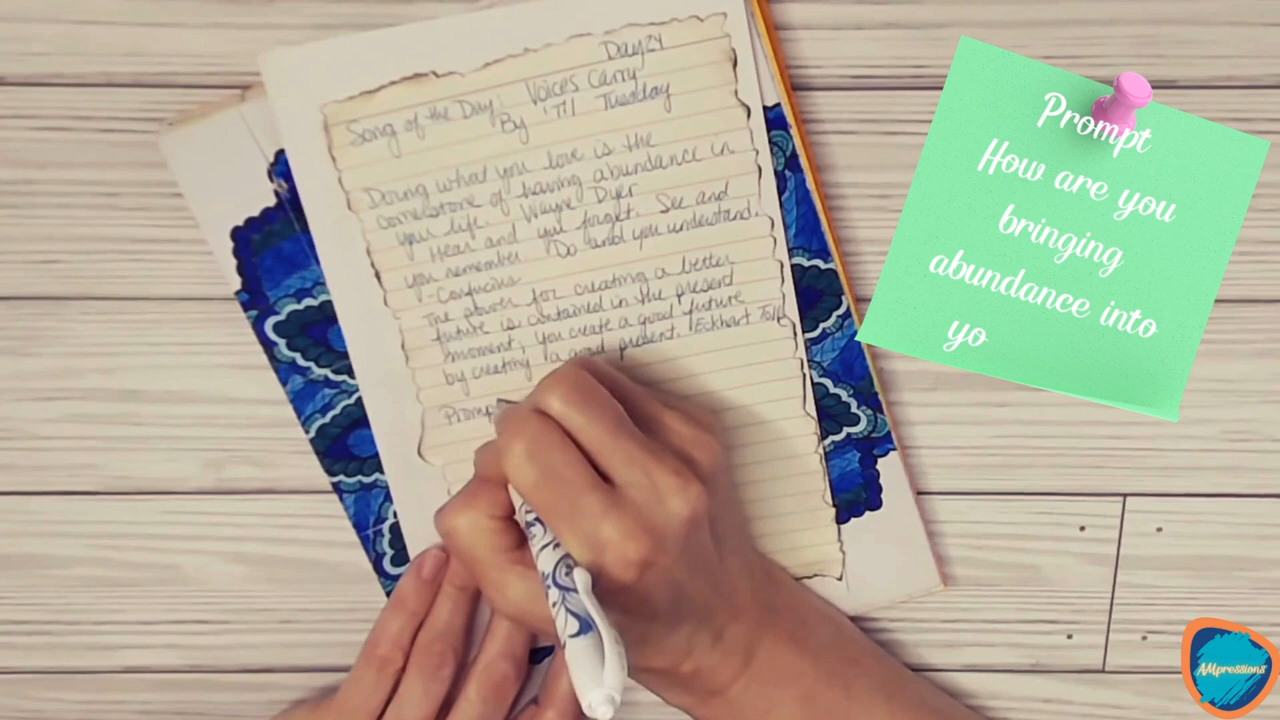 Day 24
Song of the Day: Voices Carry
By 'Til Tuesday
Doing what you love is the
cornerstone of having abundance in
your life. Wayne Dyer
Hear and you forget. See and
you remember. Do and you understand.
-Confucius
The power for creating a better
future is contained in the present
moment, you create a good future
by creating a good present. Eckhart Tolle
Promp
Prompt
How are you
bringing
abundance into
yo
AMpressions